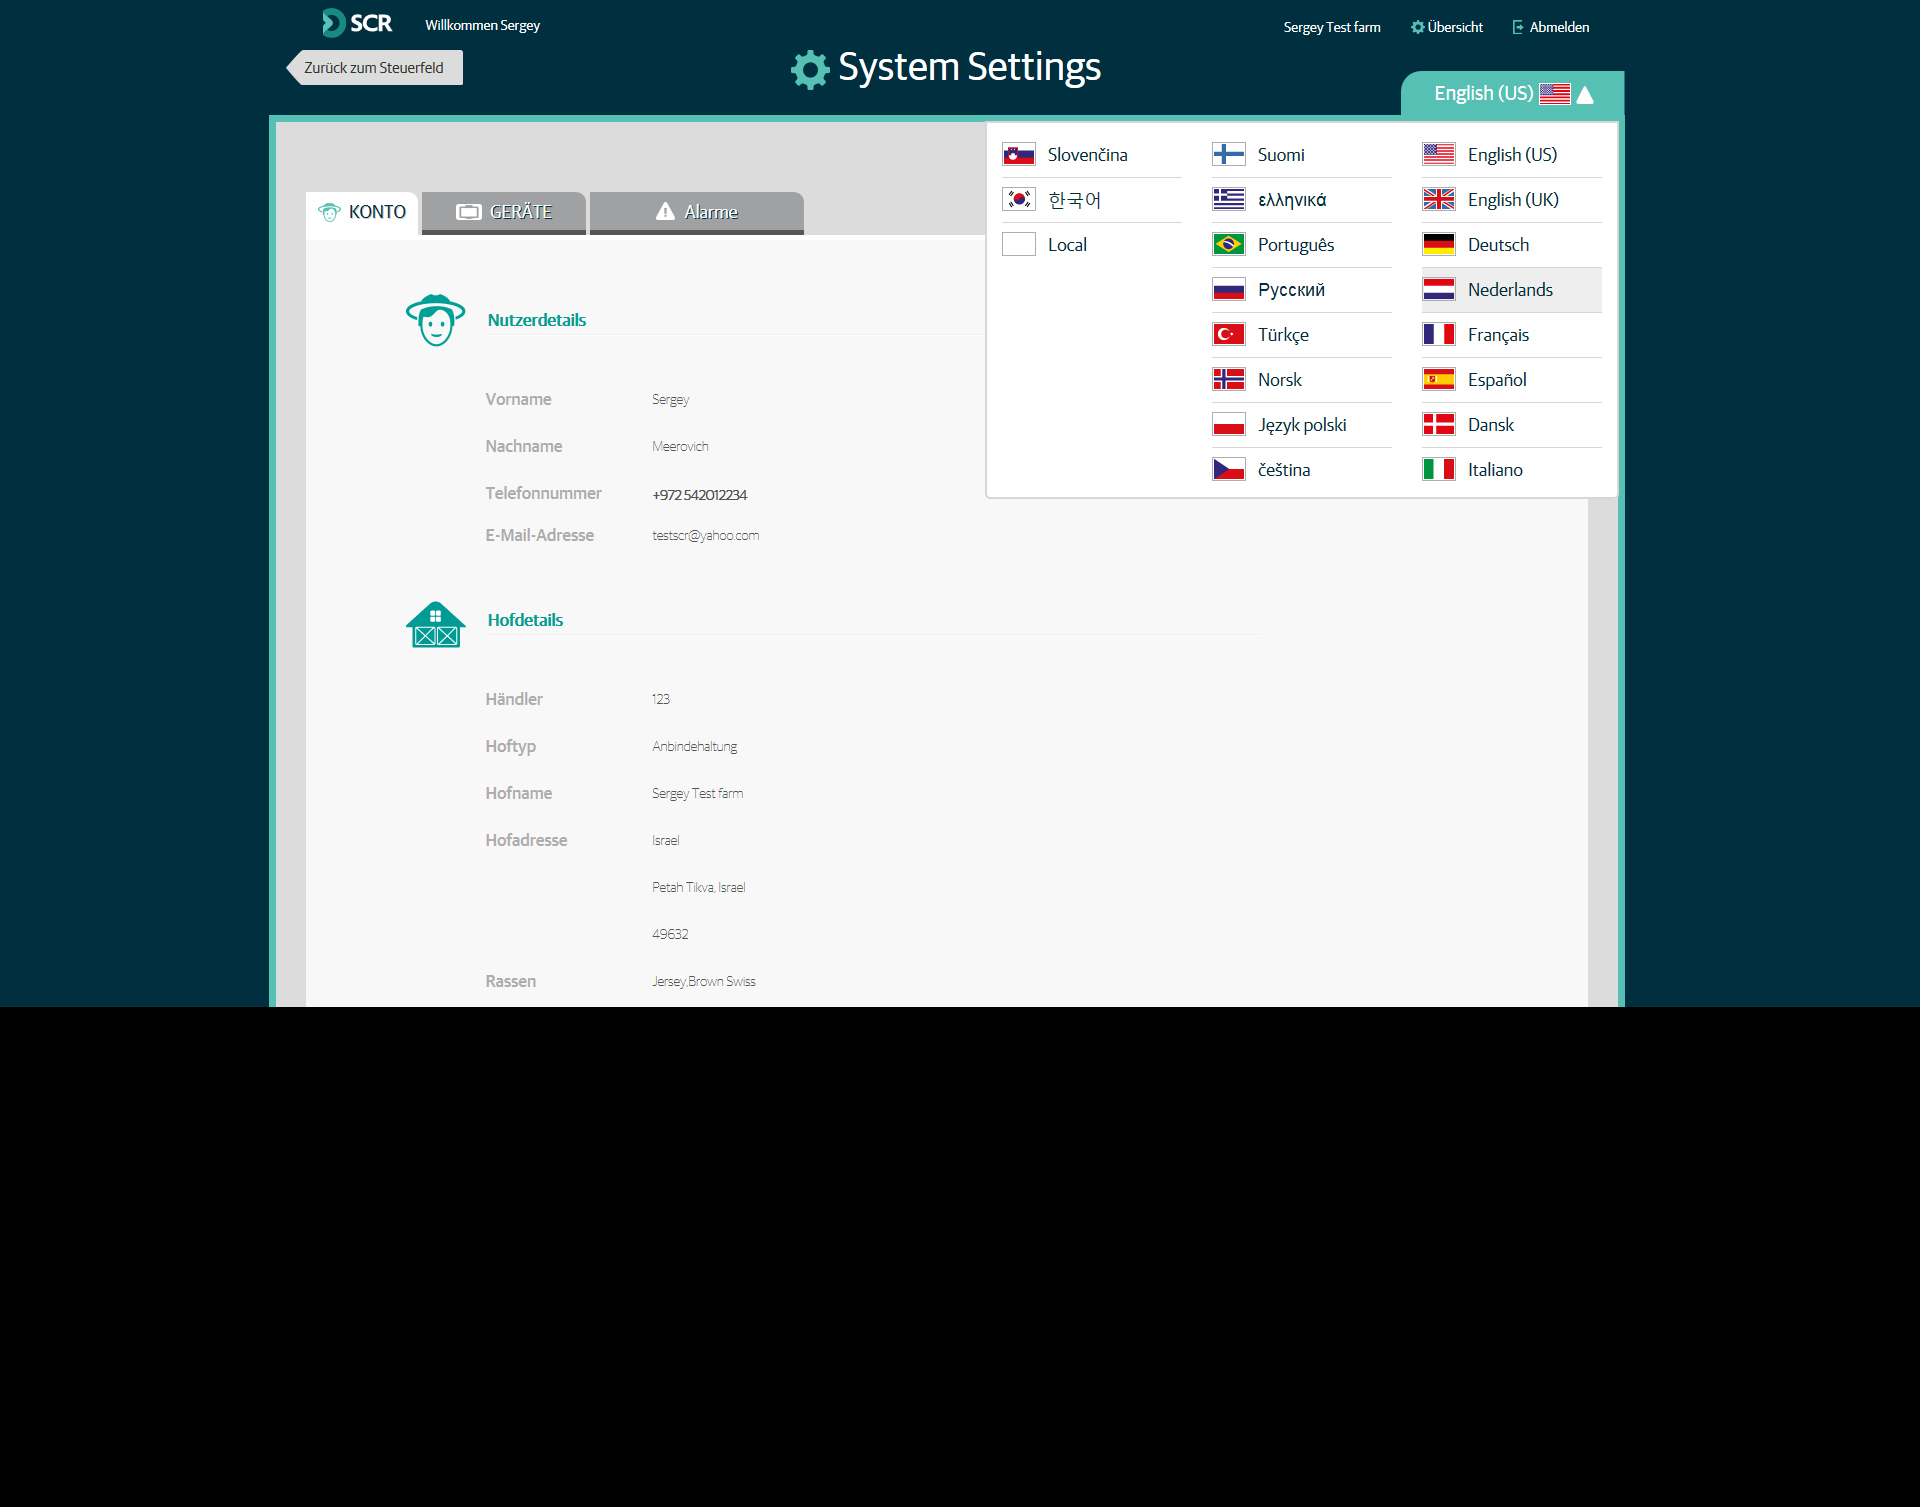 SCR
Willkommen Sergey
Sergey Test farm
Übersicht
Abmelden
Zurück zum Steuerfeld
System Settings
English (US)
Slovenčina
한국어
Local
Suomi
ελληνικά
Português
Русский
Türkçe
Norsk
Język polski
čeština
English (US)
English (UK)
Deutsch
Nederlands
Français
Español
Dansk
Italiano
KONTO
GERÄTE
Alarme
Nutzerdetails
Vorname Sergey
Nachname Meerovich
Telefonnummer +972 542012234
E-Mail-Adresse testscr@yahoo.com
Hofdetails
Händler 123
Hoftyp Anbindehaltung
Hofname Sergey Test farm
Hofadresse Israel
Petah Tikva, Israel
49632
Rassen Jersey,Brown Swiss